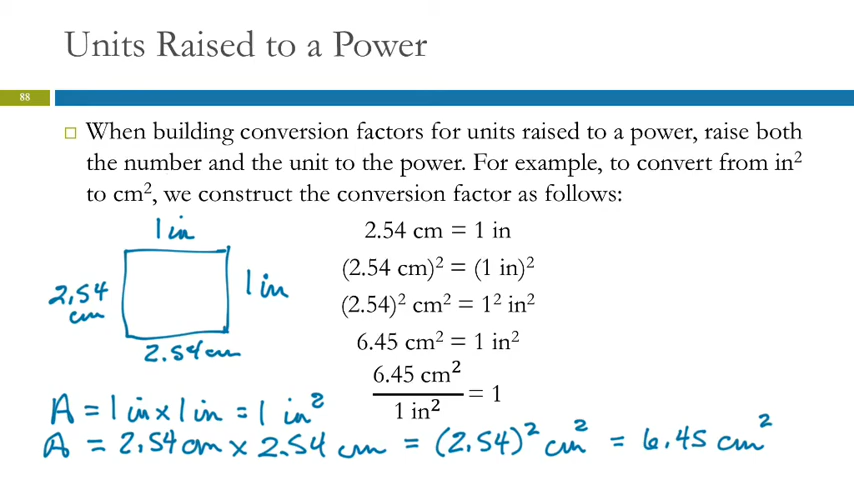 Units Raised to a Power
88
When building conversion factors for units raised to a power, raise both
the number and the unit to the power. For example, to convert from in²
to cm², we construct the conversion factor as follows:
1 in
2.54 cm = 1 in
(2.54 cm)² = (1 in)²
2.54
cm
1 in
(2.54)² cm² = 1² in²
6.45 cm² = 1 in²
2.54 cm
6.45 cm²
1 in²
= 1
A = 1 in x 1 in = 1 in²
A = 2.54 cm x 2.54 cm = (2.54)² cm² = 6.45 cm²